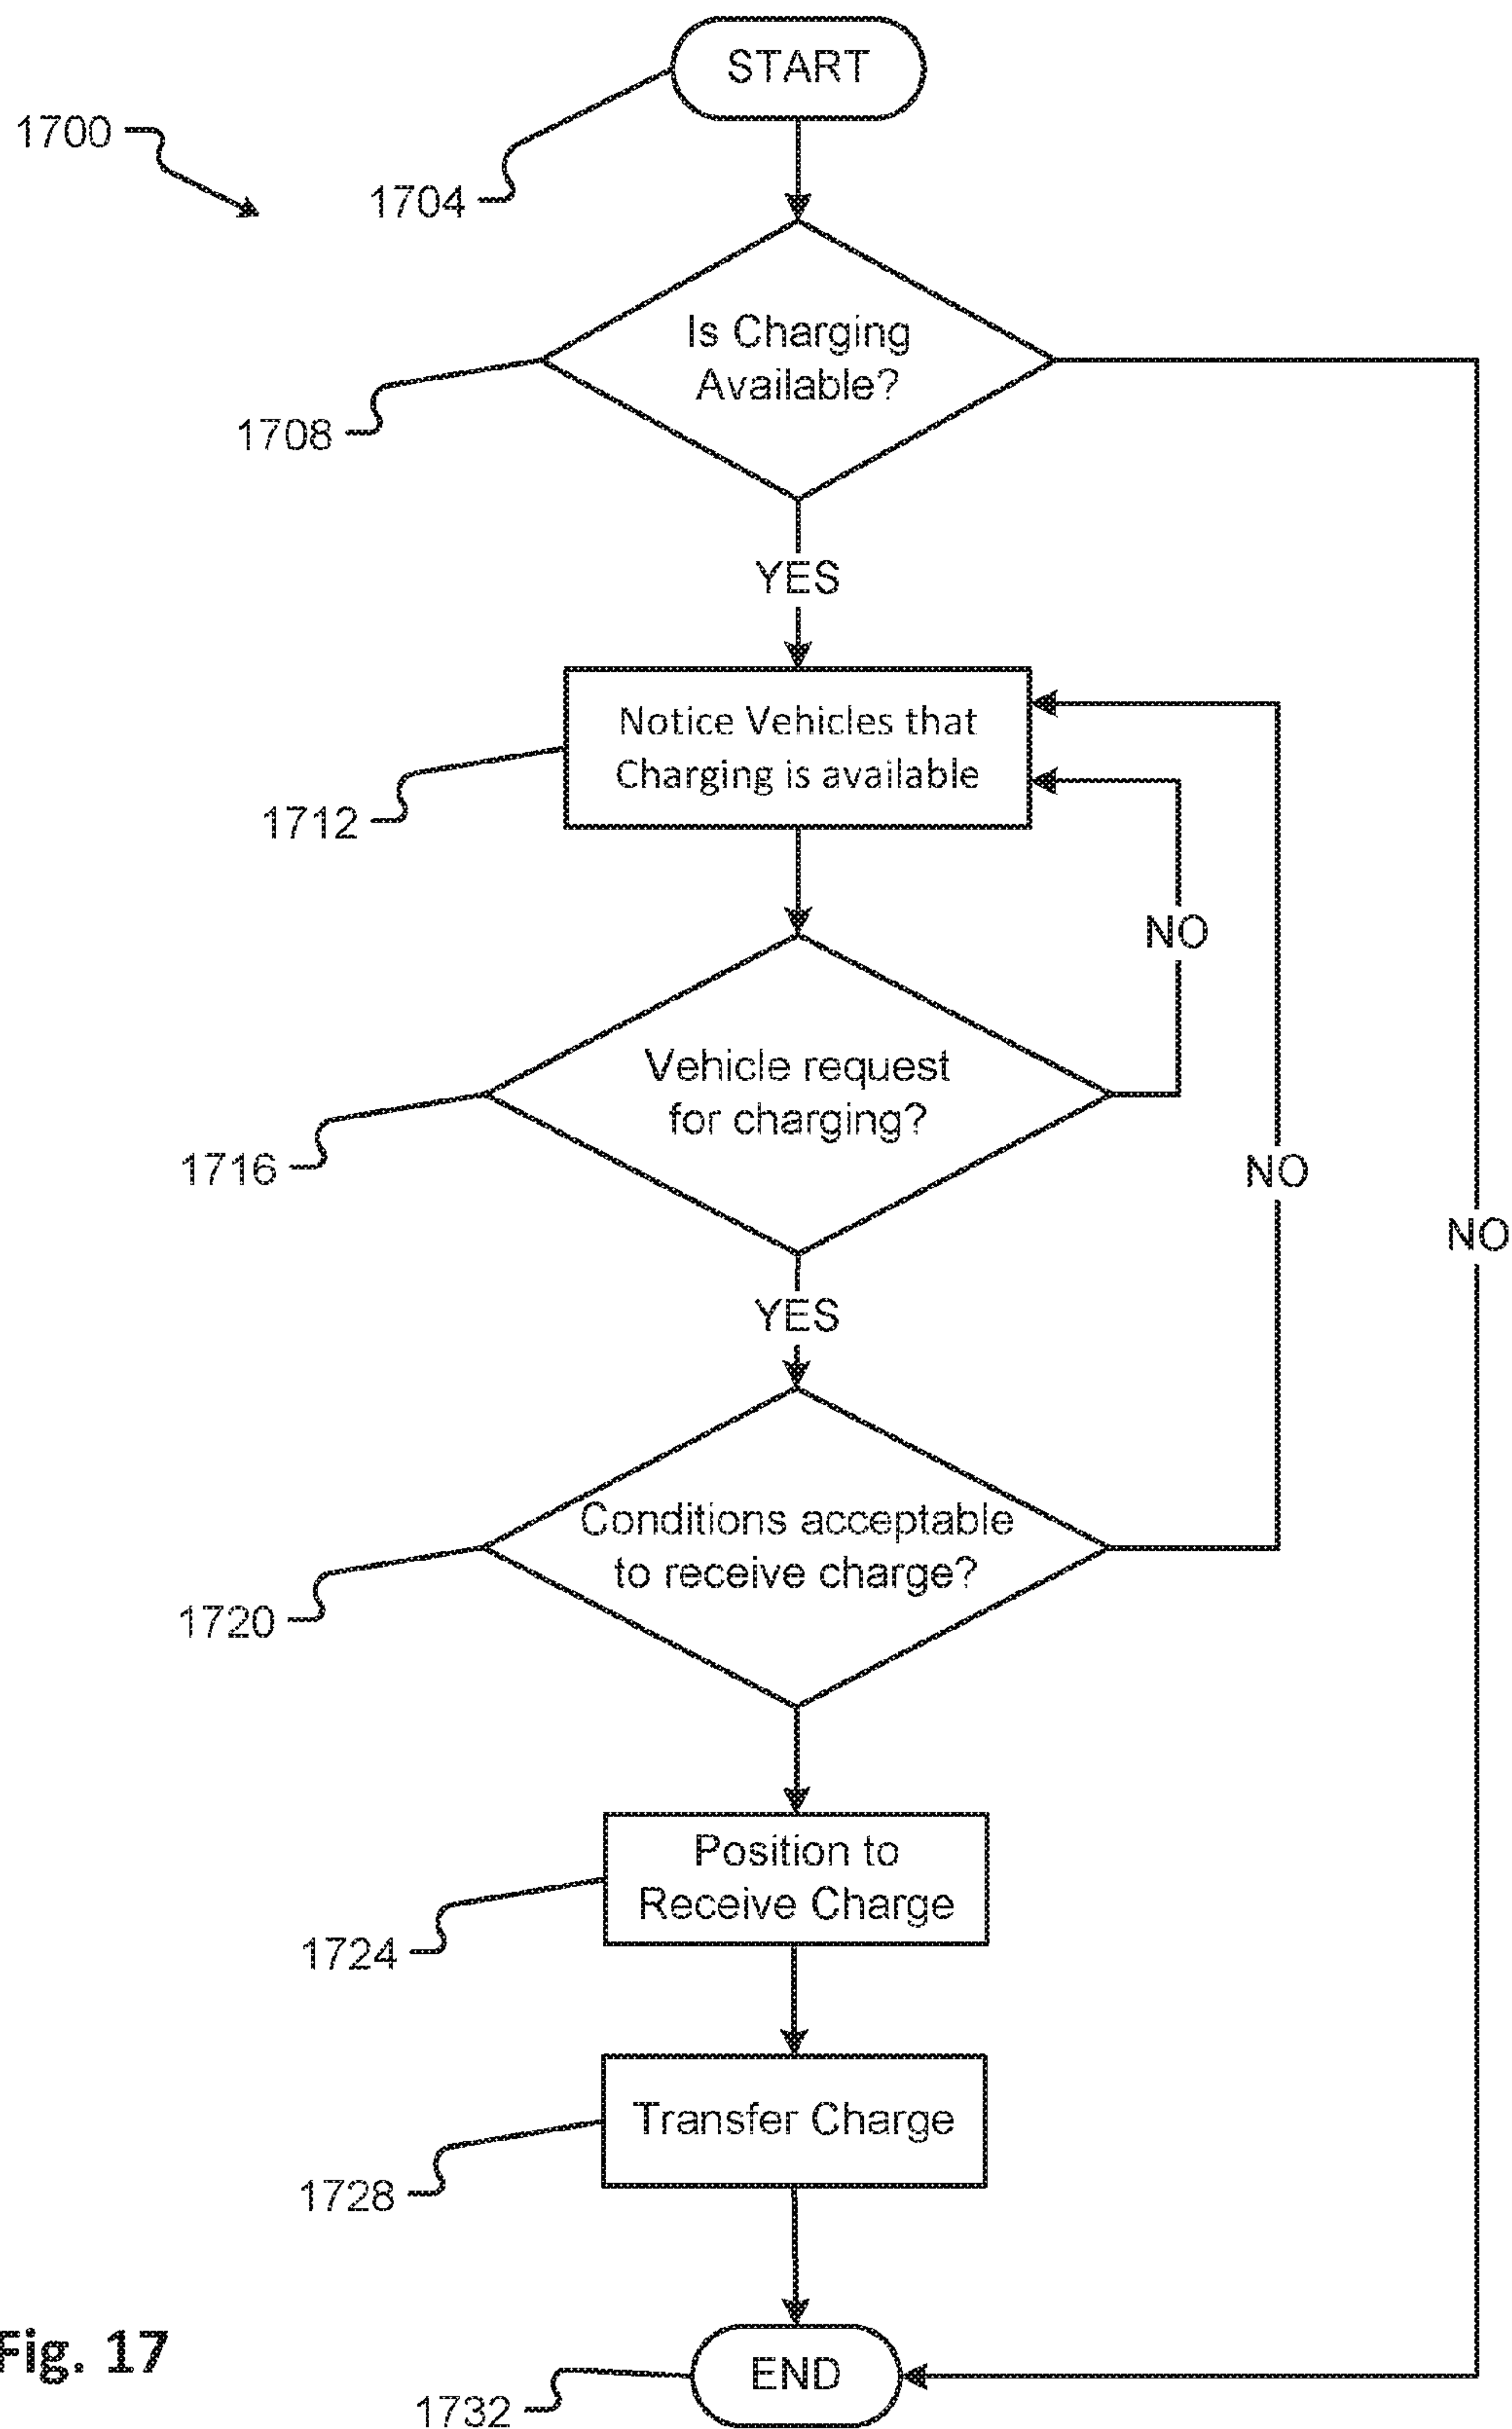 START
1700
1704
Is Charging
Available?
1708
YES
Notice Vehicles that
Charging is available
1712
NO
Vehicle request
for charging?
1716
NO
NO
YES
Conditions acceptable
to receive charge?
1720
Position to
Receive Charge
1724
Transfer Charge
1728
Fig. 17
END
1732